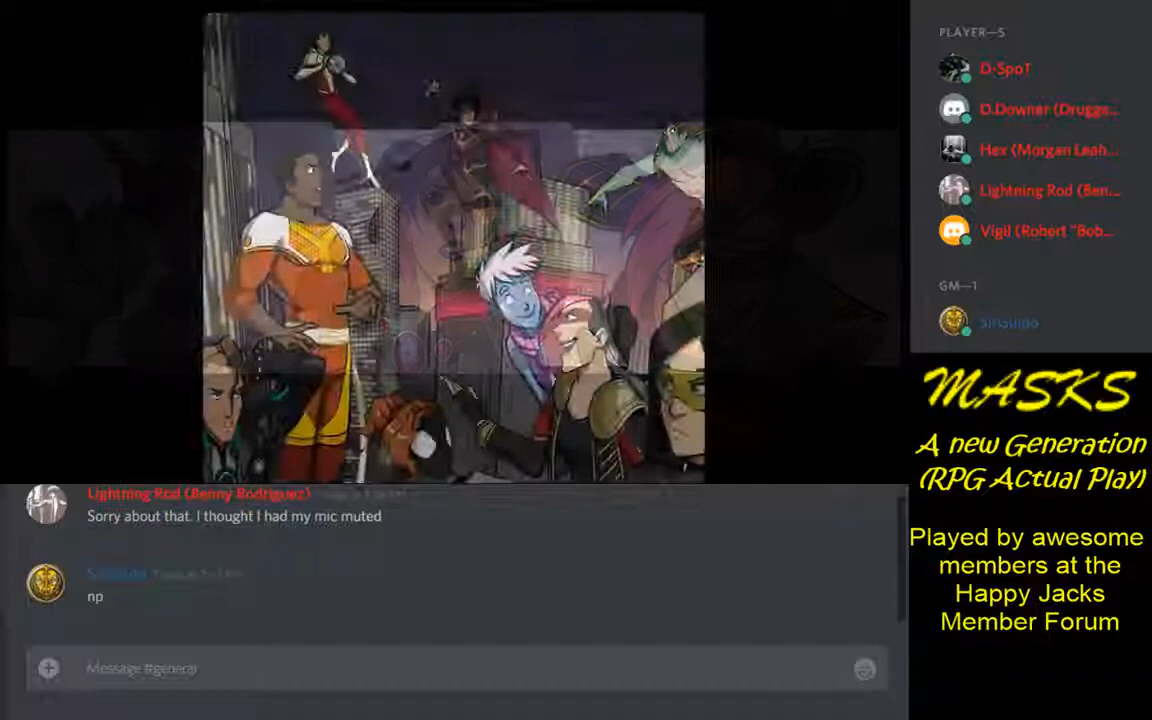 PLAYER—5
D-SpoT
D.Downer (Drugge...
Hex (Morgan Leah...
Lightning Rod (Ben...
Vigil (Robert "Bob...
GM—1
MASKS
A new Generation
(RPG Actual Play)
Played by awesome
members at the
Happy Jacks
Member Forum
Lightning Rod (Benny Rodriguez)
Sorry about that. I thought I had my mic muted
np
Message #general